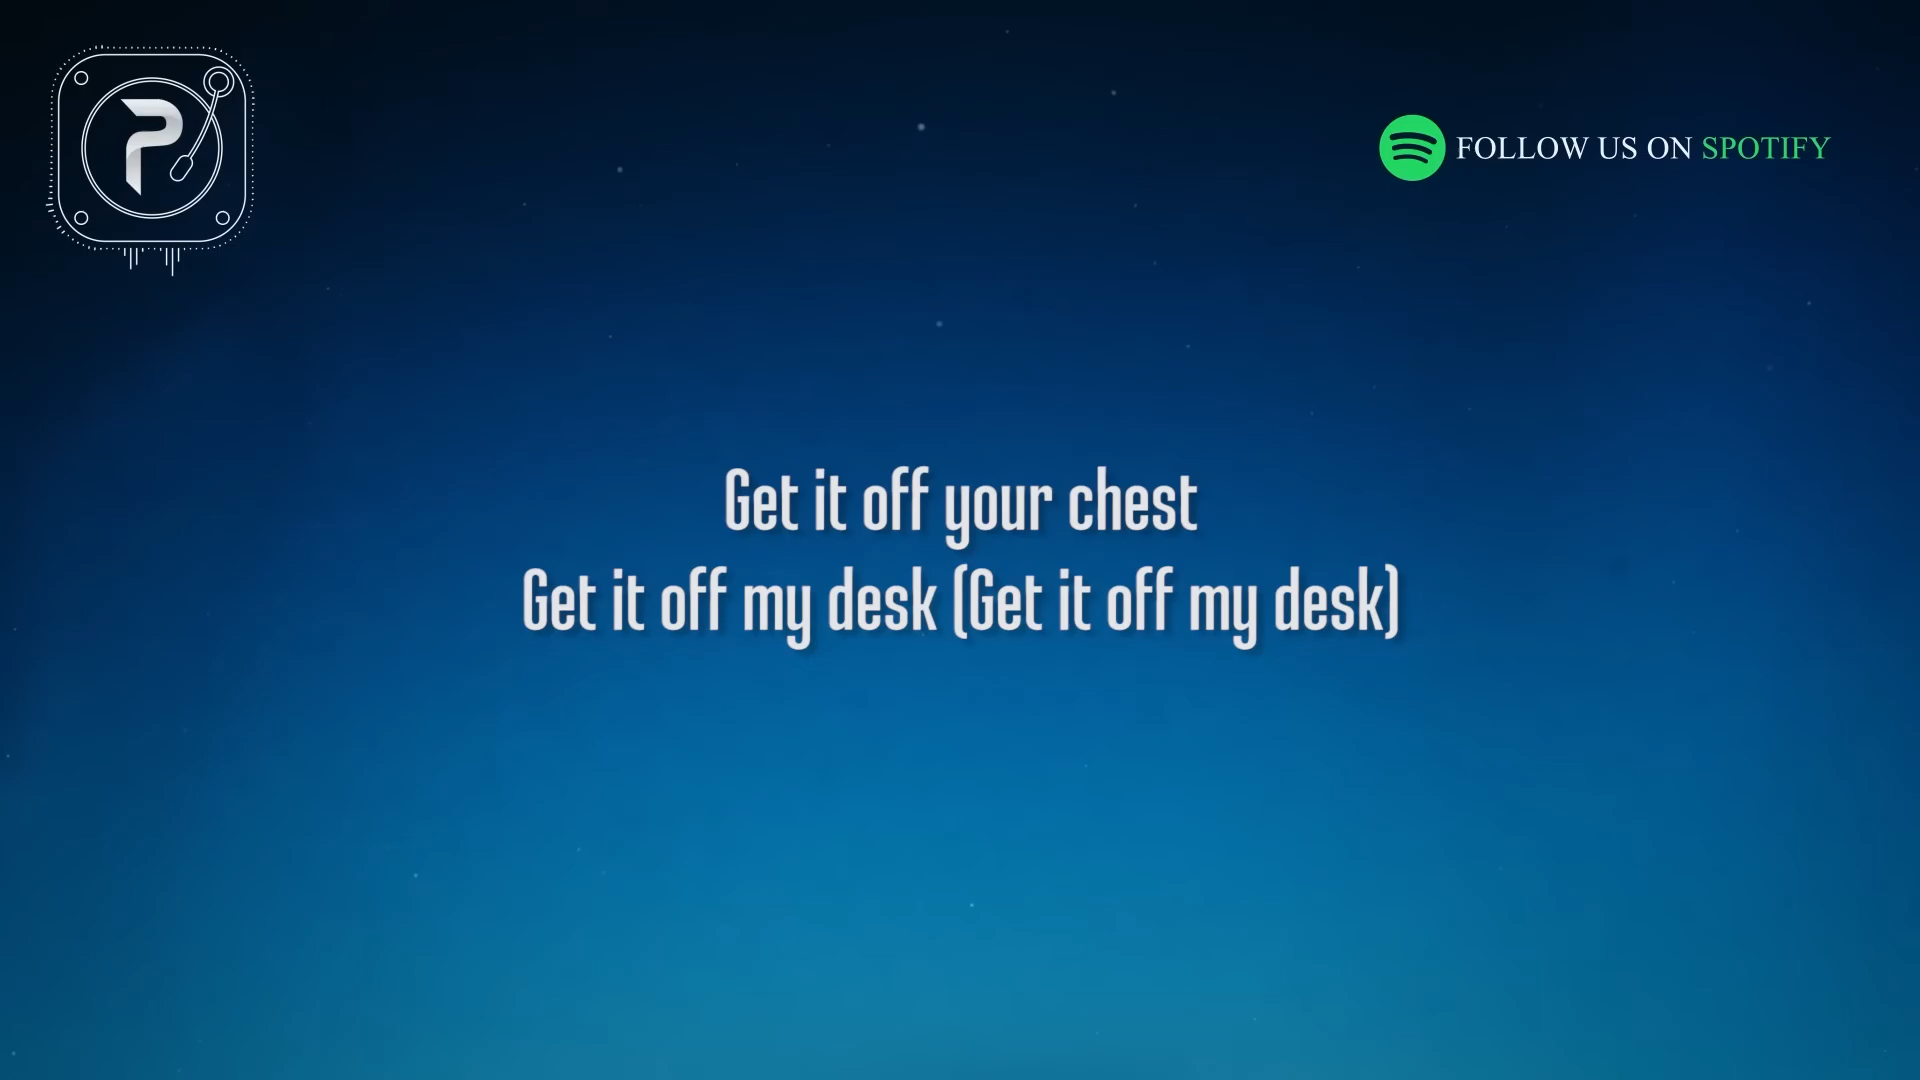 P
FOLLOW US ON SPOTIFY
Get it off your chest
Get it off my desk (Get it off my desk)